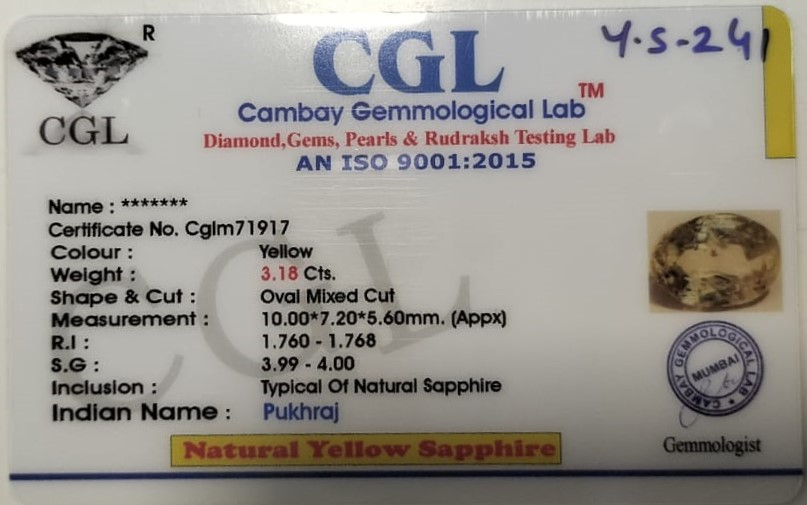 R
CGL
CGL
TM
Cambay Gemmological Lab
Diamond,Gems, Pearls & Rudraksh Testing Lab
AN ISO 9001:2015
Y.S-241
Name : *******
Certificate No. Cglm71917
Colour : Yellow
Weight : 3.18 Cts.
Shape & Cut : Oval Mixed Cut
Measurement : 10.00*7.20*5.60mm. (Appx)
R.I : 1.760 - 1.768
S.G : 3.99 - 4.00
Inclusion : Typical Of Natural Sapphire
Indian Name : Pukhraj
Natural Yellow Sapphire
CGL
CAMBAY GEMMOLOGICAL LAB
MUMBAI
Gemmologist